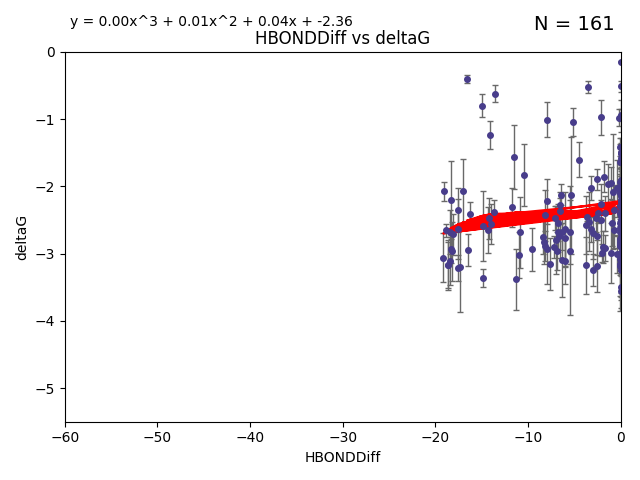 y = 0.00x^3 + 0.01x^2 + 0.04x + -2.36
N = 161
HBONDDiff vs deltaG
0
−1
−2
−3
−4
−5
deltaG
−60 −50 −40 −30 −20 −10 0
HBONDDiff